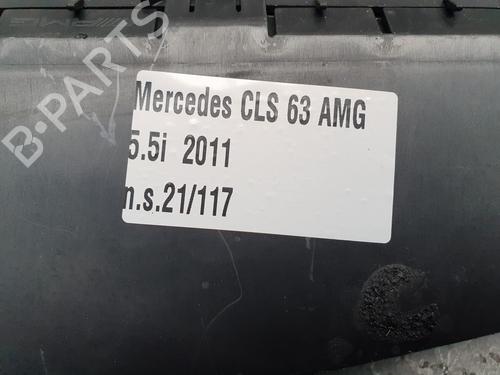 Mercedes CLS 63 AMG
5.5i 2011
n.s.21/117
B-PARTS